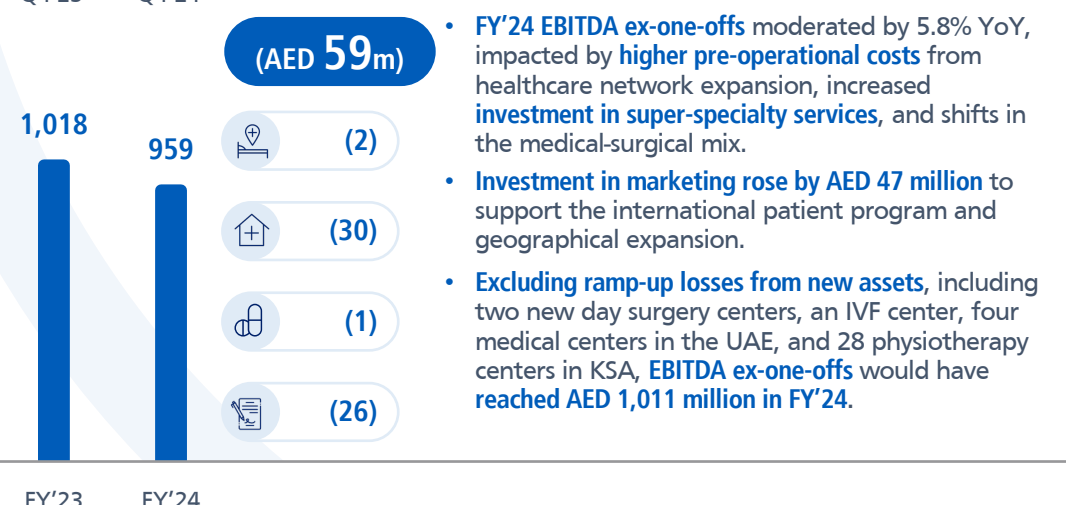 (AED 59m)
1,018
959
(2)
(30)
(1)
(26)
FY'23
FY'24
• FY’24 EBITDA ex-one-offs moderated by 5.8% YoY,
impacted by higher pre-operational costs from
healthcare network expansion, increased
investment in super-specialty services, and shifts in
the medical-surgical mix.
• Investment in marketing rose by AED 47 million to
support the international patient program and
geographical expansion.
• Excluding ramp-up losses from new assets, including
two new day surgery centers, an IVF center, four
medical centers in the UAE, and 28 physiotherapy
centers in KSA, EBITDA ex-one-offs would have
reached AED 1,011 million in FY’24.